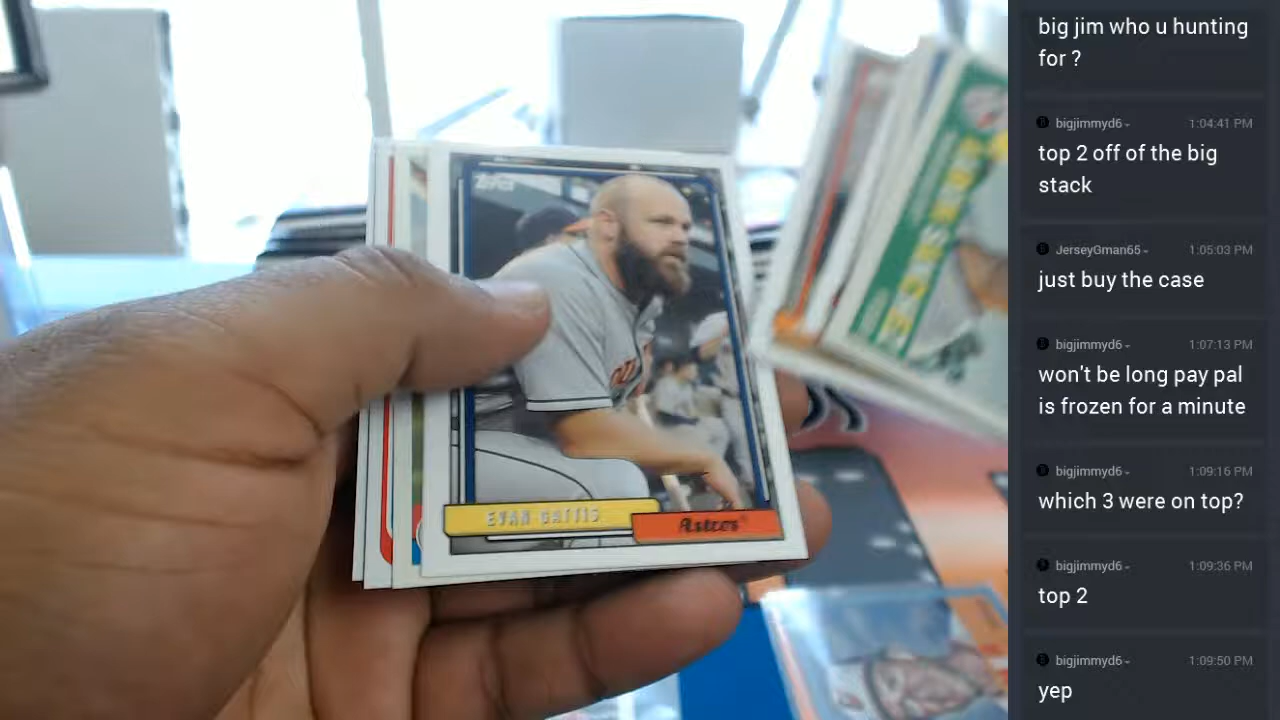 Topps
EVAN GATTIS
Astros
big jim who u hunting
for ?
bigjimmyd6
1:04:41 PM
top 2 off of the big
stack
JerseyGman65
1:05:03 PM
just buy the case
bigjimmyd6
1:07:13 PM
won't be long pay pal
is frozen for a minute
bigjimmyd6
1:09:16 PM
which 3 were on top?
bigjimmyd6
1:09:36 PM
top 2
bigjimmyd6
1:09:50 PM
yep